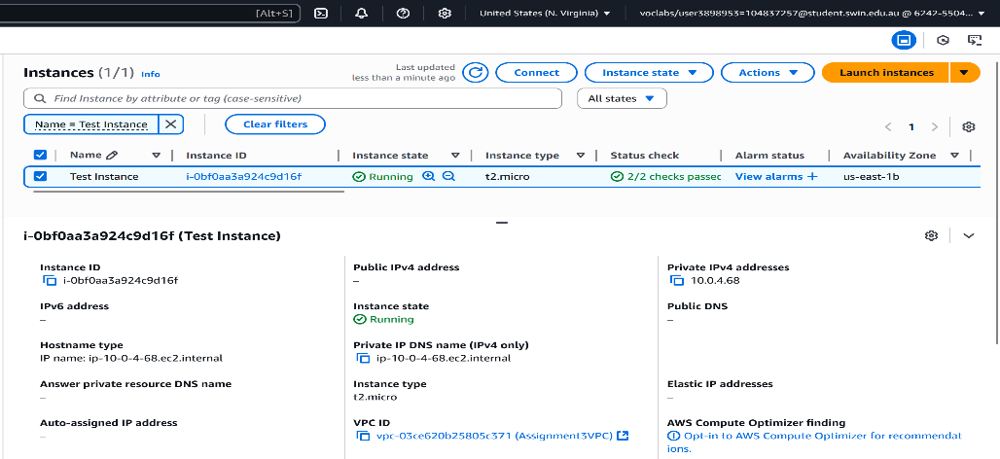 [Alt+S]
United States (N. Virginia)
voclabs/user3898953=104837257@student.swin.edu.au @ 6242-5504...
Instances (1/1) Info
Last updated
less than a minute ago
Connect
Instance state
Actions
Launch instances
Find Instance by attribute or tag (case-sensitive)
All states
Name = Test Instance
Clear filters
1
Name Instance ID Instance state Instance type Status check Alarm status Availability Zone
Test Instance i-0bf0aa3a924c9d16f Running t2.micro 2/2 checks passed View alarms + us-east-1b
i-0bf0aa3a924c9d16f (Test Instance)
Instance ID
i-0bf0aa3a924c9d16f
Public IPv4 address
–
Private IPv4 addresses
10.0.4.68
IPv6 address
–
Instance state
Running
Public DNS
–
Hostname type
IP name: ip-10-0-4-68.ec2.internal
Private IP DNS name (IPv4 only)
ip-10-0-4-68.ec2.internal
Answer private resource DNS name
–
Instance type
t2.micro
Elastic IP addresses
–
Auto-assigned IP address
–
VPC ID
vpc-03ce620b25805c371 (Assignment3VPC)
AWS Compute Optimizer finding
Opt-in to AWS Compute Optimizer for recommendat
ions.